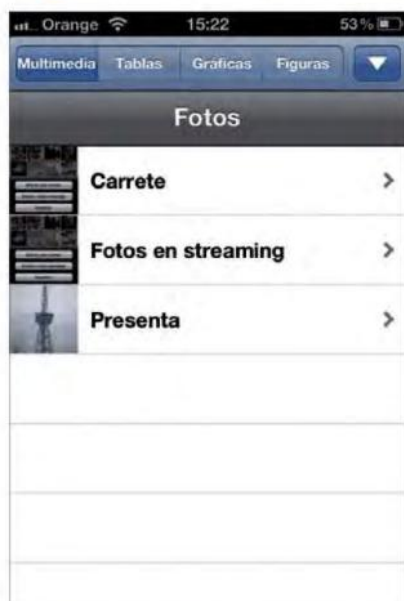 Orange 15:22 53%
Multimedia Tablas Gráficas Figuras
Fotos
Carrete
Fotos en streaming
Presenta